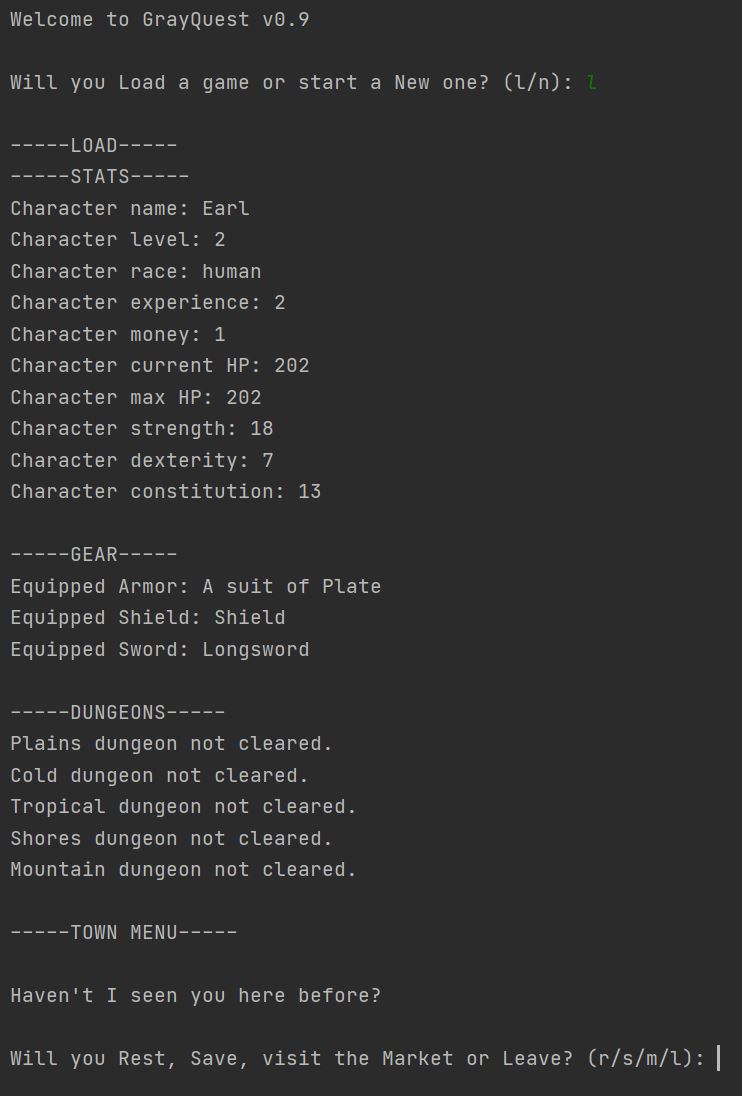 Welcome to GrayQuest v0.9
Will you Load a game or start a New one? (l/n): l
-----LOAD-----
-----STATS-----
Character name: Earl
Character level: 2
Character race: human
Character experience: 2
Character money: 1
Character current HP: 202
Character max HP: 202
Character strength: 18
Character dexterity: 7
Character constitution: 13
-----GEAR-----
Equipped Armor: A suit of Plate
Equipped Shield: Shield
Equipped Sword: Longsword
-----DUNGEONS-----
Plains dungeon not cleared.
Cold dungeon not cleared.
Tropical dungeon not cleared.
Shores dungeon not cleared.
Mountain dungeon not cleared.
-----TOWN MENU-----
Haven't I seen you here before?
Will you Rest, Save, visit the Market or Leave? (r/s/m/l):